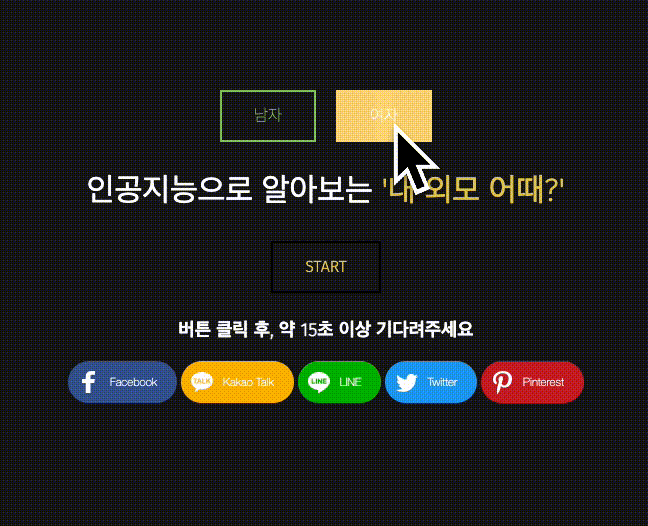 남자 여자
인공지능으로 알아보는 '내 외모 어때?'
START
버튼 클릭 후, 약 15초 이상 기다려주세요
Facebook TALK Kakao Talk LINE LINE Twitter Pinterest